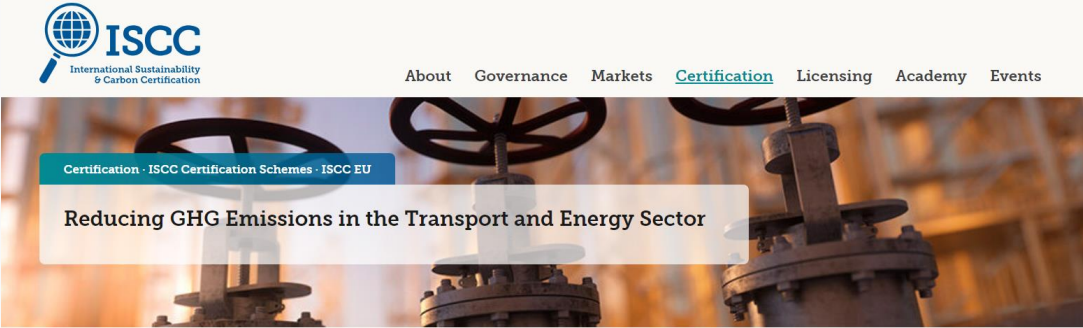 ISCC
International Sustainability
& Carbon Certification
About Governance Markets Certification Licensing Academy Events
Certification · ISCC Certification Schemes · ISCC EU
Reducing GHG Emissions in the Transport and Energy Sector